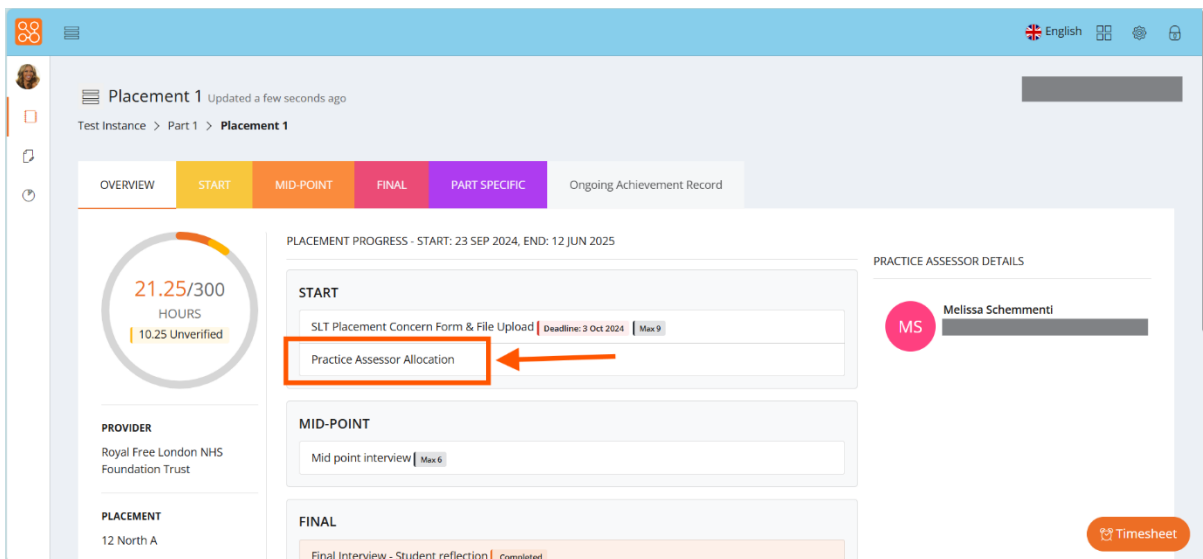 English
Placement 1 Updated a few seconds ago
Test Instance > Part 1 > Placement 1
OVERVIEW START MID-POINT FINAL PART SPECIFIC Ongoing Achievement Record
PLACEMENT PROGRESS - START: 23 SEP 2024, END: 12 JUN 2025
PRACTICE ASSESSOR DETAILS
21.25/300
HOURS
10.25 Unverified
START
SLT Placement Concern Form & File Upload Deadline: 3 Oct 2024 Max 9
Practice Assessor Allocation
MS
Melissa Schemmenti
PROVIDER
Royal Free London NHS
Foundation Trust
MID-POINT
Mid point interview Max 6
PLACEMENT
12 North A
FINAL
Final Interview - Student reflection Completed
Timesheet